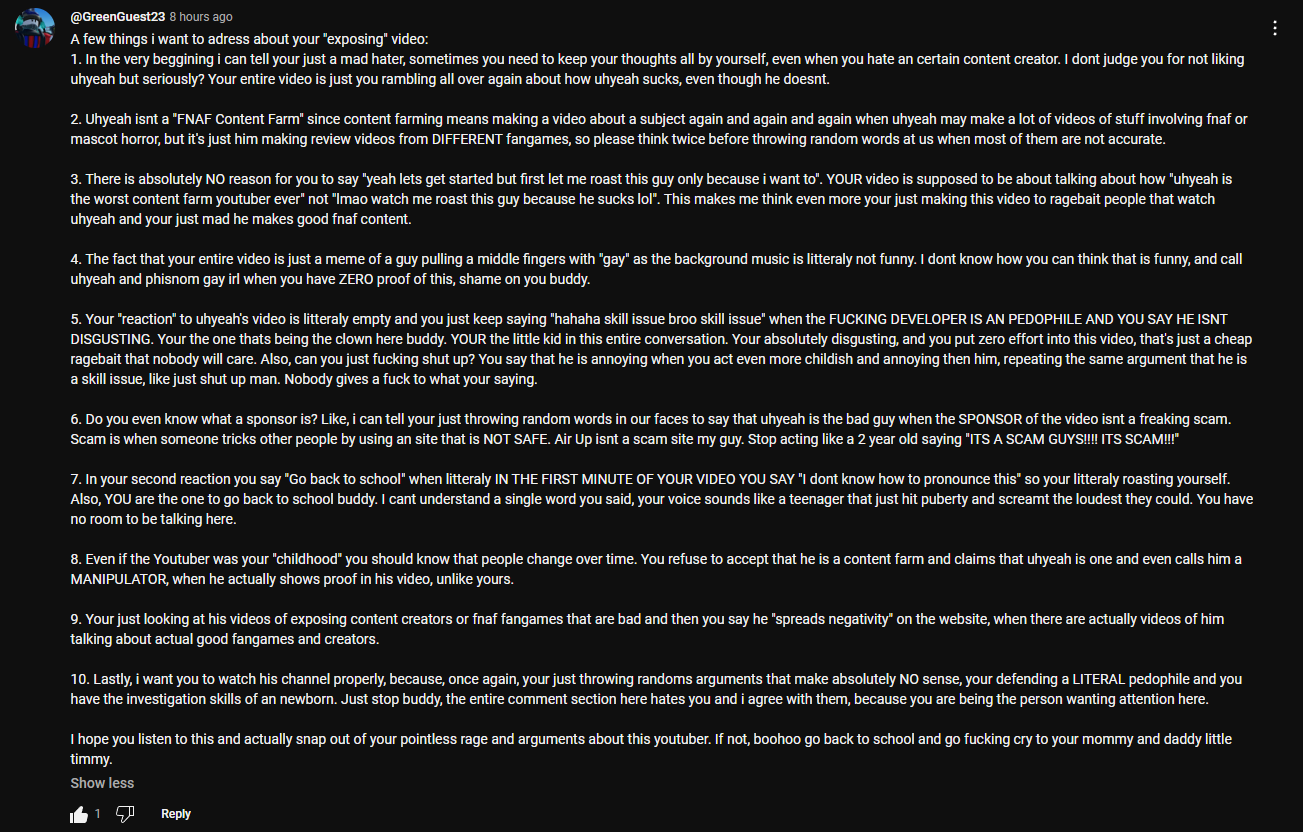 @GreenGuest23 8 hours ago
A few things i want to adress about your "exposing" video:
1. In the very beggining i can tell your just a mad hater, sometimes you need to keep your thoughts all by yourself, even when you hate an certain content creator. I dont judge you for not liking
uhyeah but seriously? Your entire video is just you rambling all over again about how uhyeah sucks, even though he doesnt.
2. Uhyeah isnt a "FNAF Content Farm" since content farming means making a video about a subject again and again and again when uhyeah may make a lot of videos of stuff involving fnaf or
mascot horror, but it's just him making review videos from DIFFERENT fangames, so please think twice before throwing random words at us when most of them are not accurate.
3. There is absolutely NO reason for you to say "yeah lets get started but first let me roast this guy only because i want to". YOUR video is supposed to be about talking about how "uhyeah is
the worst content farm youtuber ever" not "lmao watch me roast this guy because he sucks lol". This makes me think even more your just making this video to ragebait people that watch
uhyeah and your just mad he makes good fnaf content.
4. The fact that your entire video is just a meme of a guy pulling a middle fingers with "gay" as the background music is litteraly not funny. I dont know how you can think that is funny, and call
uhyeah and phisnom gay irl when you have ZERO proof of this, shame on you buddy.
5. Your "reaction" to uhyeah's video is litteraly empty and you just keep saying "hahaha skill issue broo skill issue" when the FUCKING DEVELOPER IS AN PEDOPHILE AND YOU SAY HE ISNT
DISGUSTING. Your the one thats being the clown here buddy. YOUR the little kid in this entire conversation. Your absolutely disgusting, and you put zero effort into this video, that's just a cheap
ragebait that nobody will care. Also, can you just fucking shut up? You say that he is annoying when you act even more childish and annoying then him, repeating the same argument that he is
a skill issue, like just shut up man. Nobody gives a fuck to what your saying.
6. Do you even know what a sponsor is? Like, i can tell your just throwing random words in our faces to say that uhyeah is the bad guy when the SPONSOR of the video isnt a freaking scam.
Scam is when someone tricks other people by using an site that is NOT SAFE. Air Up isnt a scam site my guy. Stop acting like a 2 year old saying "ITS A SCAM GUYS!!!! ITS SCAM!!!"
7. In your second reaction you say "Go back to school" when litteraly IN THE FIRST MINUTE OF YOUR VIDEO YOU SAY "I dont know how to pronounce this" so your litteraly roasting yourself.
Also, YOU are the one to go back to school buddy. I cant understand a single word you said, your voice sounds like a teenager that just hit puberty and screamt the loudest they could. You have
no room to be talking here.
8. Even if the Youtuber was your "childhood" you should know that people change over time. You refuse to accept that he is a content farm and claims that uhyeah is one and even calls him a
MANIPULATOR, when he actually shows proof in his video, unlike yours.
9. Your just looking at his videos of exposing content creators or fnaf fangames that are bad and then you say he "spreads negativity" on the website, when there are actually videos of him
talking about actual good fangames and creators.
10. Lastly, i want you to watch his channel properly, because, once again, your just throwing randoms arguments that make absolutely NO sense, your defending a LITERAL pedophile and you
have the investigation skills of an newborn. Just stop buddy, the entire comment section here hates you and i agree with them, because you are being the person wanting attention here.
I hope you listen to this and actually snap out of your pointless rage and arguments about this youtuber. If not, boohoo go back to school and go fucking cry to your mommy and daddy little
timmy.
Show less
1 Reply